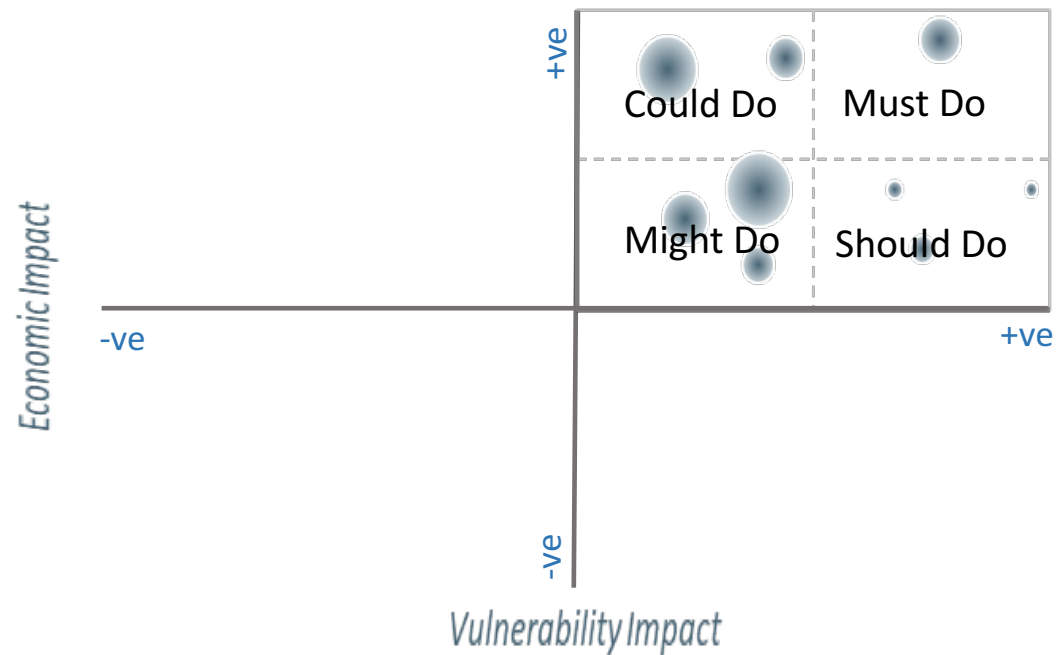 +ve
Could Do
Must Do
Might Do
Should Do
Economic Impact
-ve
+ve
-ve
Vulnerability Impact